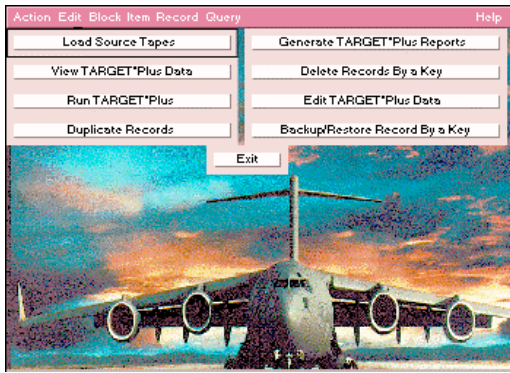 Action Edit Block Item Record Query Help
Load Source Tapes
Generate TARGET*Plus Reports
View TARGET*Plus Data
Delete Records By a Key
Run TARGET*Plus
Edit TARGET*Plus Data
Duplicate Records
Backup/Restore Record By a Key
Exit